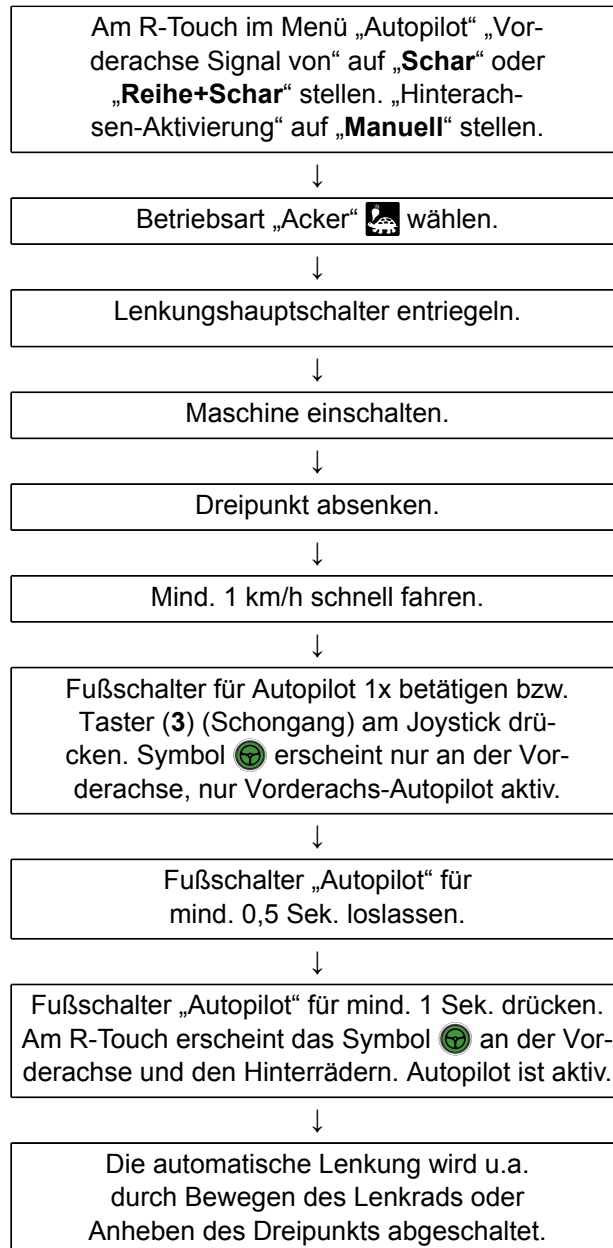 Am R-Touch im Menü „Autopilot“ „Vor-
derachse Signal von“ auf „Schar“ oder
„Reihe+Schar“ stellen. „Hinterach-
sen-Aktivierung“ auf „Manuell“ stellen.
↓
Betriebsart „Acker“ wählen.
↓
Lenkungshauptschalter entriegeln.
↓
Maschine einschalten.
↓
Dreipunkt absenken.
↓
Mind. 1 km/h schnell fahren.
↓
Fußschalter für Autopilot 1x betätigen bzw.
Taster (3) (Schongang) am Joystick drü-
cken. Symbol erscheint nur an der Vor-
derachse, nur Vorderachs-Autopilot aktiv.
↓
Fußschalter „Autopilot“ für
mind. 0,5 Sek. loslassen.
↓
Fußschalter „Autopilot“ für mind. 1 Sek. drücken.
Am R-Touch erscheint das Symbol an der Vor-
derachse und den Hinterrädern. Autopilot ist aktiv.
↓
Die automatische Lenkung wird u.a.
durch Bewegen des Lenkrads oder
Anheben des Dreipunkts abgeschaltet.